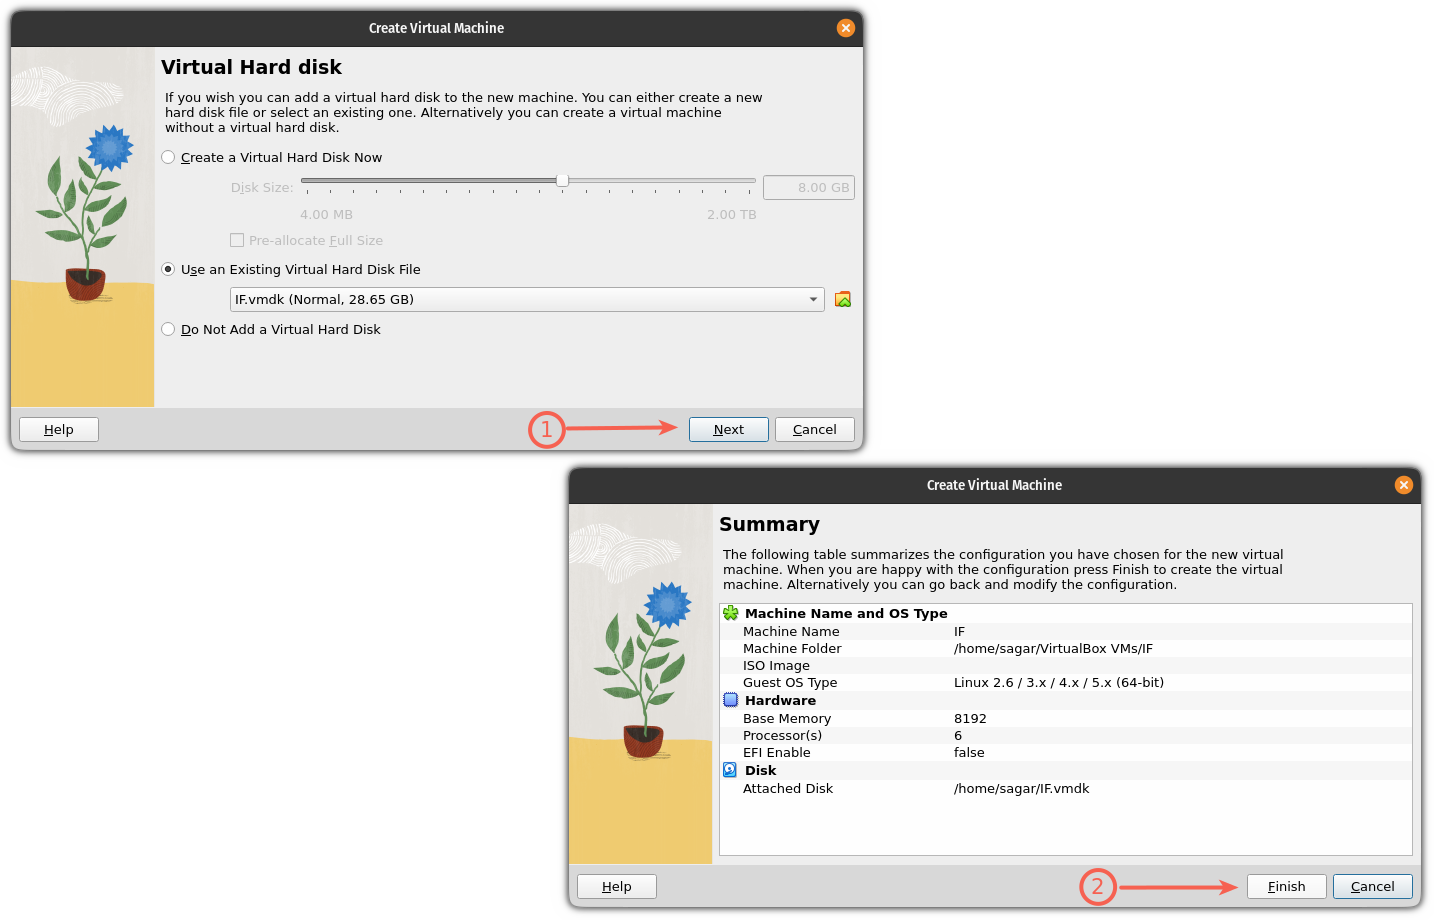 Create Virtual Machine
Virtual Hard disk
If you wish you can add a virtual hard disk to the new machine. You can either create a new
hard disk file or select an existing one. Alternatively you can create a virtual machine
without a virtual hard disk.
Create a Virtual Hard Disk Now
Disk Size: 8.00 GB
4.00 MB 2.00 TB
Pre-allocate Full Size
Use an Existing Virtual Hard Disk File
IF.vmdk (Normal, 28.65 GB)
Do Not Add a Virtual Hard Disk
Help 1 Next Cancel
Create Virtual Machine
Summary
The following table summarizes the configuration you have chosen for the new virtual
machine. When you are happy with the configuration press Finish to create the virtual
machine. Alternatively you can go back and modify the configuration.
Machine Name and OS Type
Machine Name IF
Machine Folder /home/sagar/VirtualBox VMs/IF
ISO Image
Guest OS Type Linux 2.6 / 3.x / 4.x / 5.x (64-bit)
Hardware
Base Memory 8192
Processor(s) 6
EFI Enable false
Disk
Attached Disk /home/sagar/IF.vmdk
Help 2 Finish Cancel